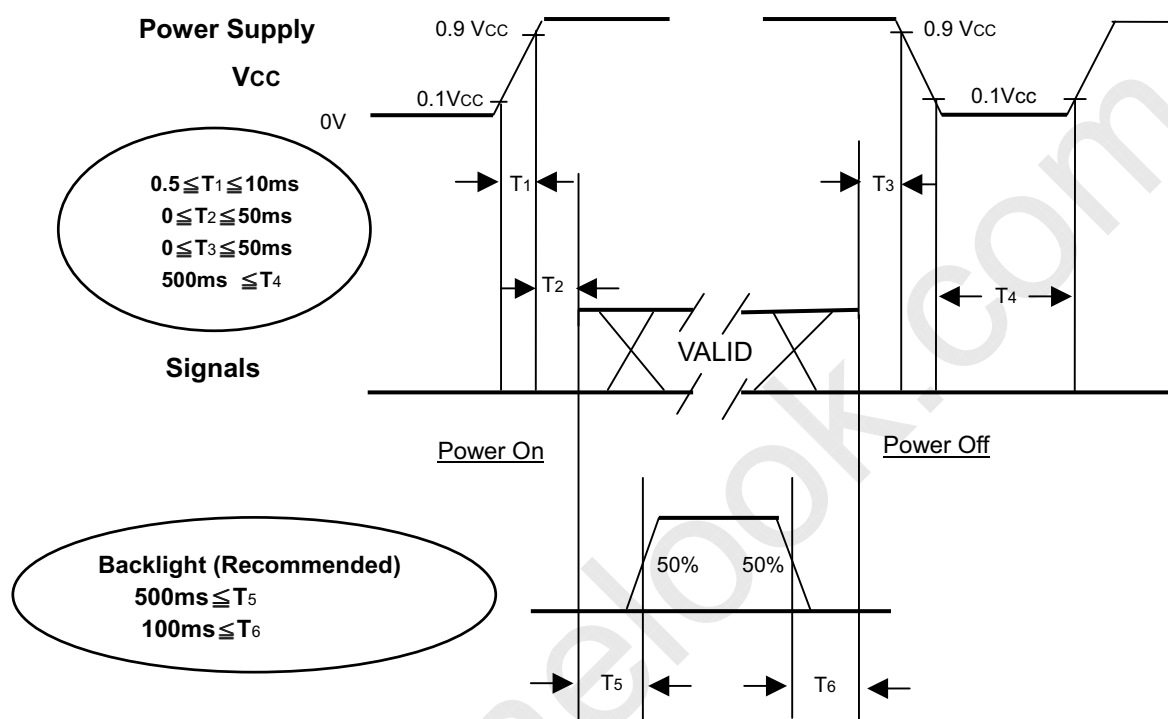 Power Supply
VCC
0.9 VCC
0.9 VCC
0.1VCC
0.1Vcc
0V
0.5≦T1≦10ms
0≦T2≦50ms
0≦T3≦50ms
500ms ≦T4
T1
T3
T2
T4
VALID
Signals
Power On
Power Off
Backlight (Recommended)
500ms≦T5
100ms≦T6
50%
50%
T5
T6
elook.com